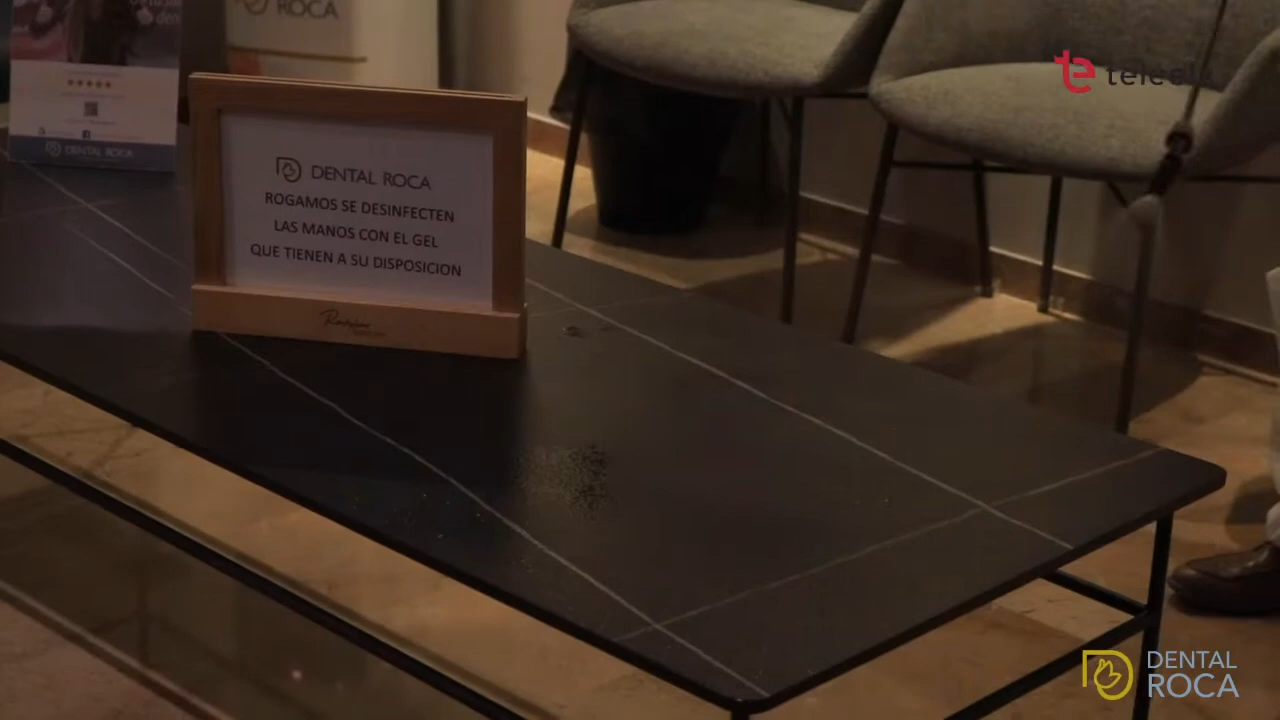 ROCA
DENTAL ROCA
DENTAL ROCA
ROGAMOS SE DESINFECTEN
LAS MANOS CON EL GEL
QUE TIENEN A SU DISPOSICION
DENTAL
ROCA